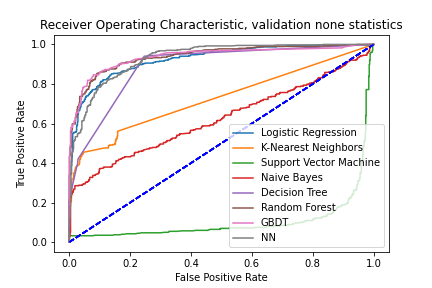 Receiver Operating Characteristic, validation none statistics
True Positive Rate
1.0
0.8
0.6
0.4
0.2
0.0
Logistic Regression
K-Nearest Neighbors
Support Vector Machine
Naive Bayes
Decision Tree
Random Forest
GBDT
NN
0.0 0.2 0.4 0.6 0.8 1.0
False Positive Rate